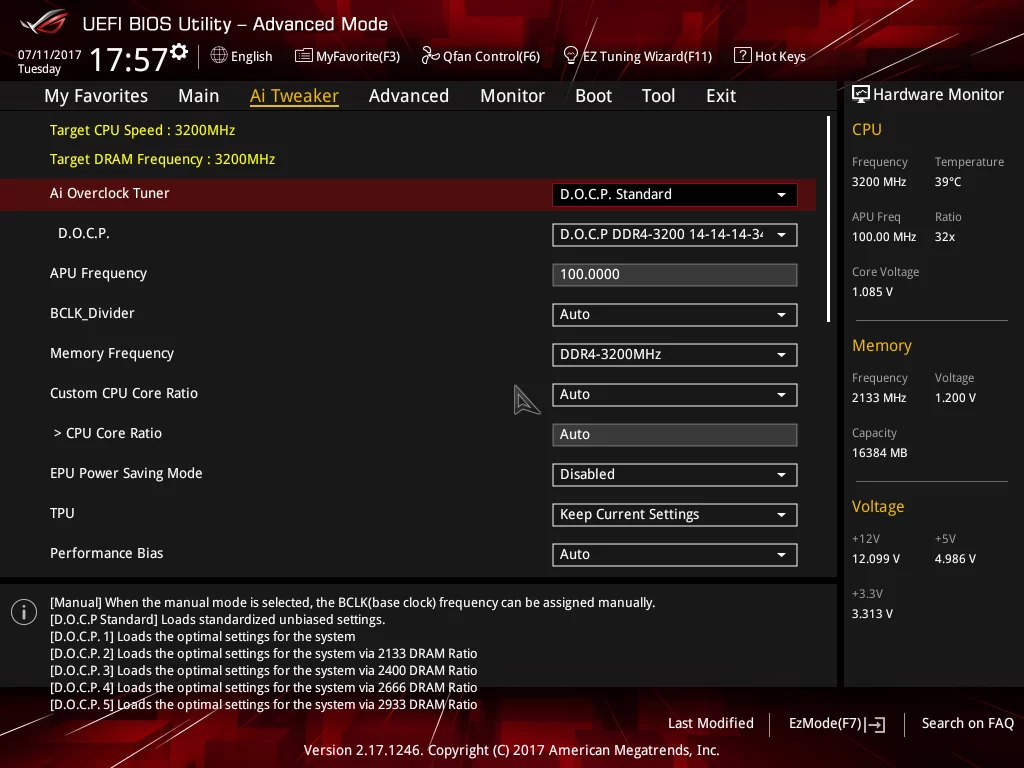 UEFI BIOS Utility – Advanced Mode
07/11/2017
Tuesday
17:57
English
MyFavorite(F3)
Qfan Control(F6)
EZ Tuning Wizard(F11)
? Hot Keys
My Favorites Main Ai Tweaker Advanced Monitor Boot Tool Exit
Target CPU Speed : 3200MHz
Target DRAM Frequency : 3200MHz
Ai Overclock Tuner D.O.C.P. Standard
D.O.C.P. D.O.C.P DDR4-3200 14-14-14-34
APU Frequency 100.0000
BCLK_Divider Auto
Memory Frequency DDR4-3200MHz
Custom CPU Core Ratio Auto
> CPU Core Ratio Auto
EPU Power Saving Mode Disabled
TPU Keep Current Settings
Performance Bias Auto
[Manual] When the manual mode is selected, the BCLK(base clock) frequency can be assigned manually.
[D.O.C.P Standard] Loads standardized unbiased settings.
[D.O.C.P. 1] Loads the optimal settings for the system
[D.O.C.P. 2] Loads the optimal settings for the system via 2133 DRAM Ratio
[D.O.C.P. 3] Loads the optimal settings for the system via 2400 DRAM Ratio
[D.O.C.P. 4] Loads the optimal settings for the system via 2666 DRAM Ratio
[D.O.C.P. 5] Loads the optimal settings for the system via 2933 DRAM Ratio
Hardware Monitor
CPU
Frequency Temperature
3200 MHz 39°C
APU Freq Ratio
100.00 MHz 32x
Core Voltage
1.085 V
Memory
Frequency Voltage
2133 MHz 1.200 V
Capacity
16384 MB
Voltage
+12V +5V
12.099 V 4.986 V
+3.3V
3.313 V
Last Modified
EzMode(F7)
Search on FAQ
Version 2.17.1246. Copyright (C) 2017 American Megatrends, Inc.